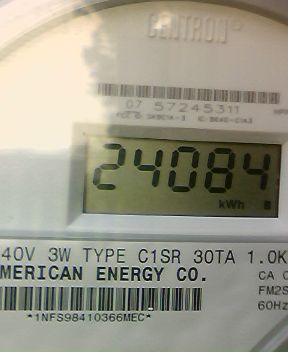 CENTRON
07 57245311
24084
kWh
40V 3W TYPE C1SR 30TA 1.0K
MERICAN ENERGY CO.
CA
FM2S
60Hz
*1NFS98410366MEC*